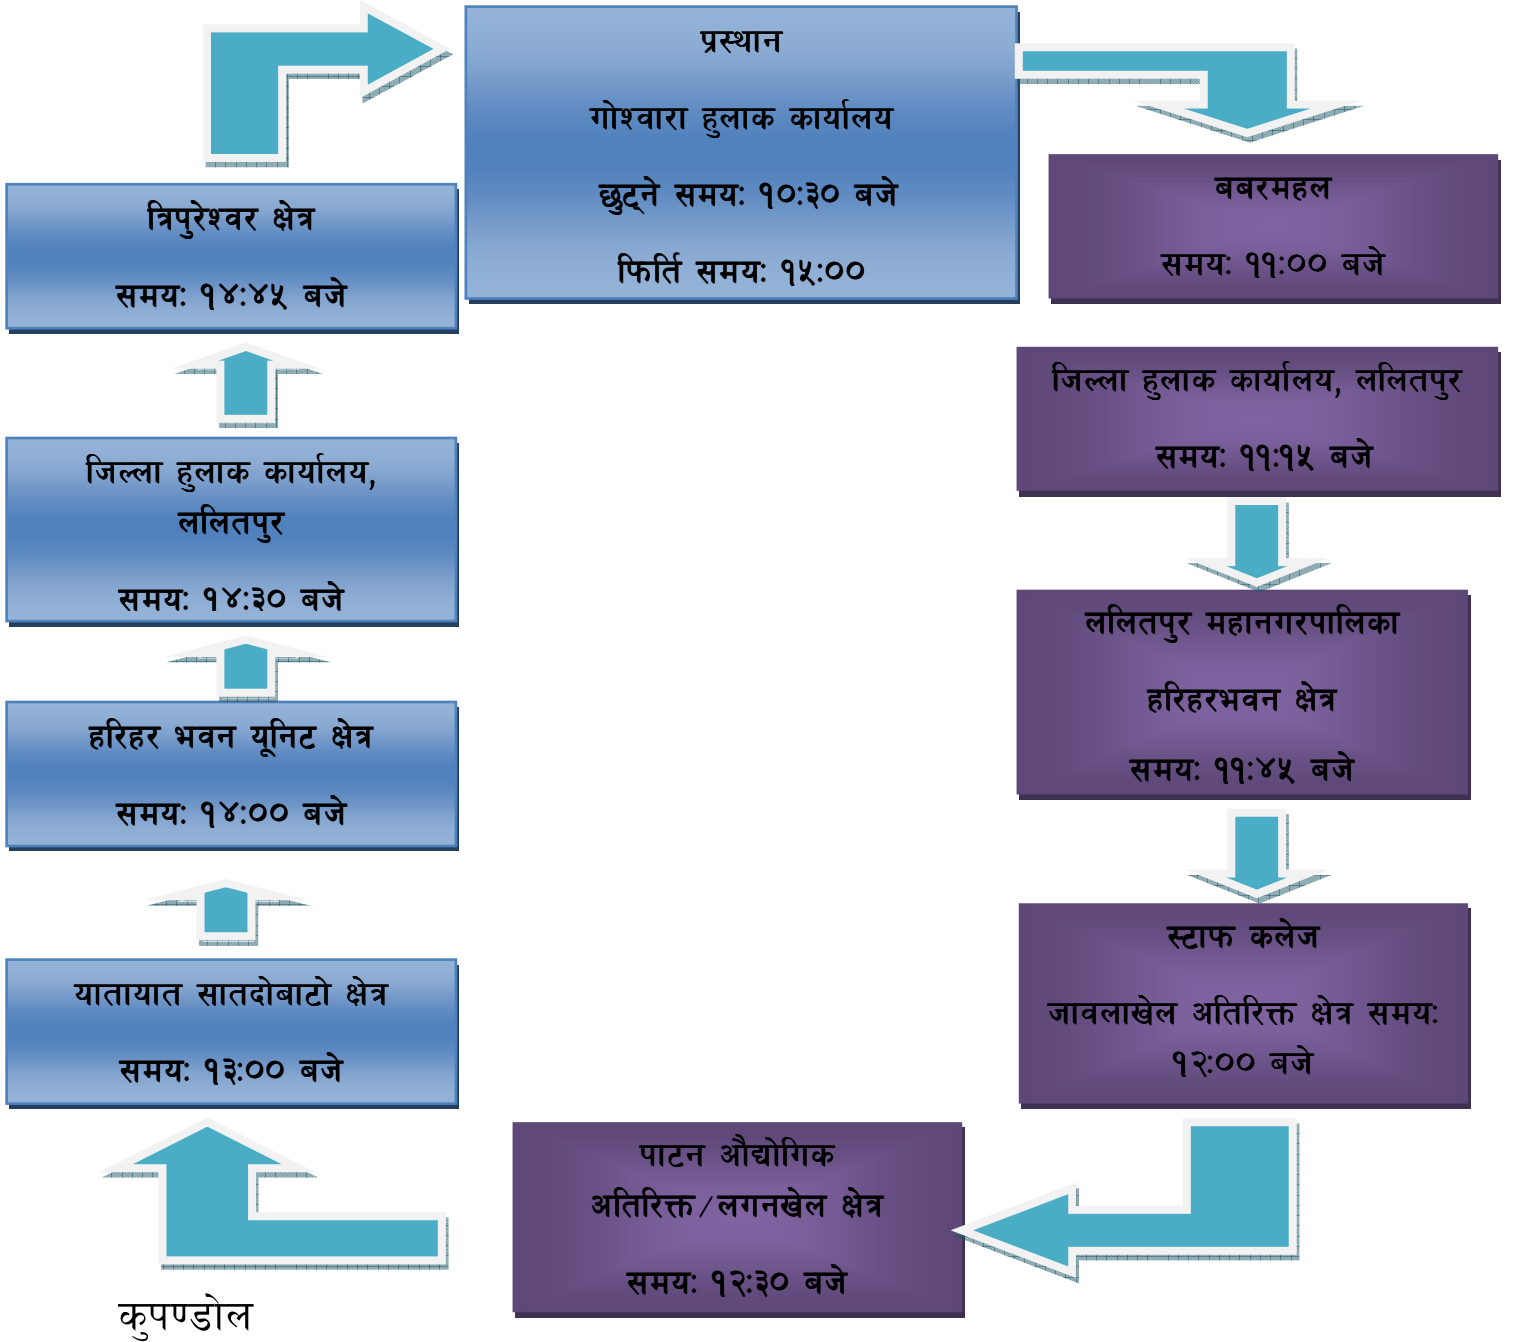 प्रस्थान
गोश्वारा हुलाक कार्यालय
छुट्ने समय: १०:३० बजे
फिर्ति समय: १५:००
बबरमहल
समय: ११:०० बजे
जिल्ला हुलाक कार्यालय, ललितपुर
समय: ११:१५ बजे
ललितपुर महानगरपालिका
हरिहरभवन क्षेत्र
समय: ११:४५ बजे
स्टाफ कलेज
जावलाखेल अतिरिक्त क्षेत्र समय:
१२:०० बजे
पाटन औद्योगिक
अतिरिक्त/लगनखेल क्षेत्र
समय: १२:३० बजे
कुपण्डोल
यातायात सातदोबाटो क्षेत्र
समय: १३:०० बजे
हरिहर भवन यूनिट क्षेत्र
समय: १४:०० बजे
जिल्ला हुलाक कार्यालय,
ललितपुर
समय: १४:३० बजे
त्रिपुरेश्वर क्षेत्र
समय: १४:४५ बजे